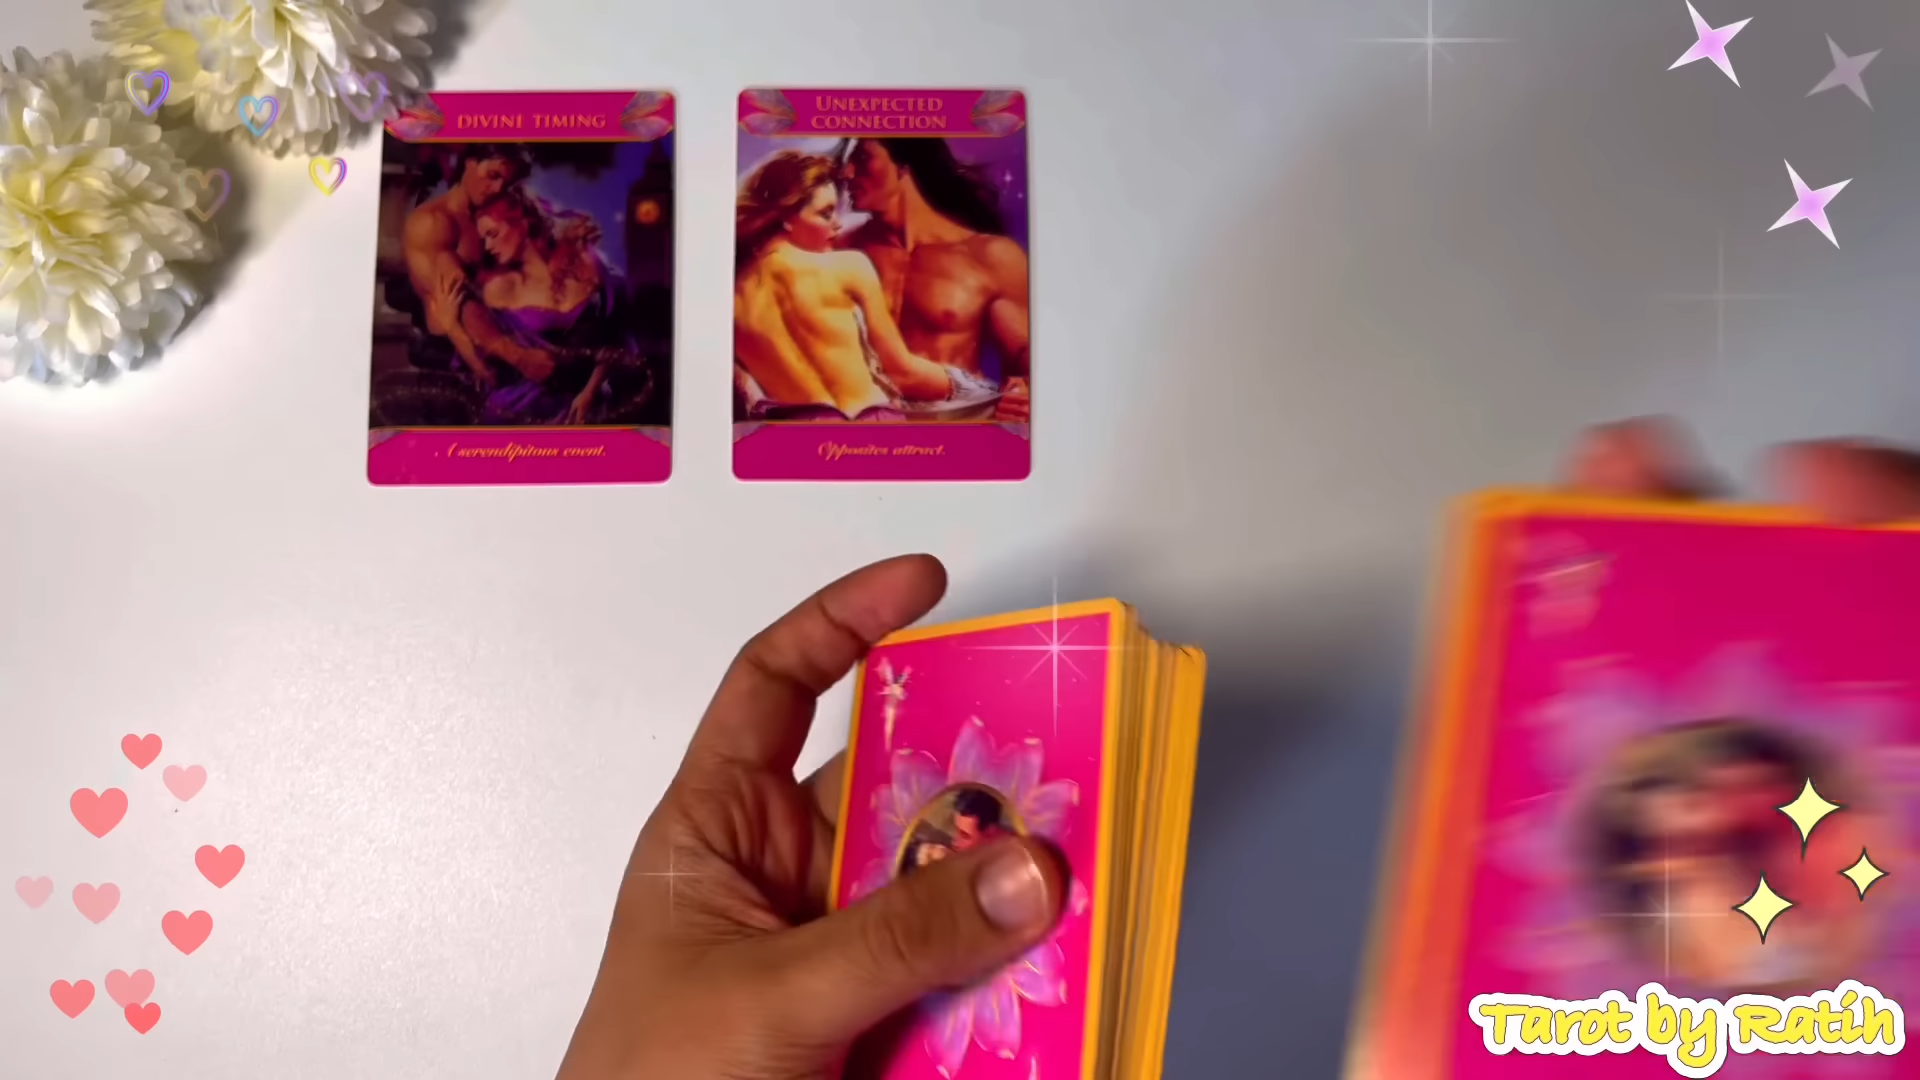 DIVINE TIMING
A serendipitous event.
UNEXPECTED
CONNECTION
Opposites attract.
Tarot by Ratih